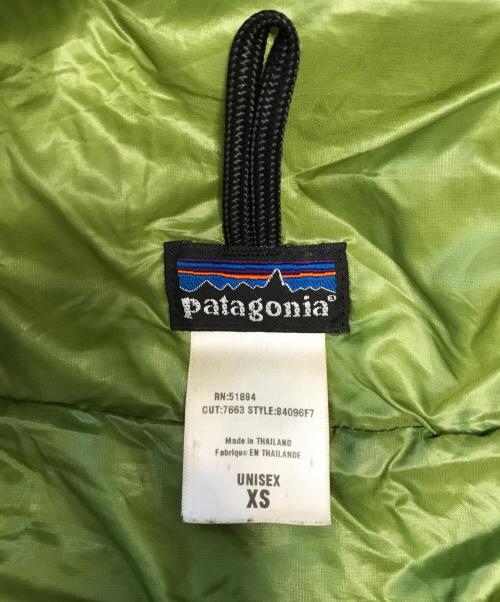 patagonia®
RN:51884
CUT:7663 STYLE:84096F7
Made in THAILAND
Fabriqué EN THAILANDE
UNISEX
XS